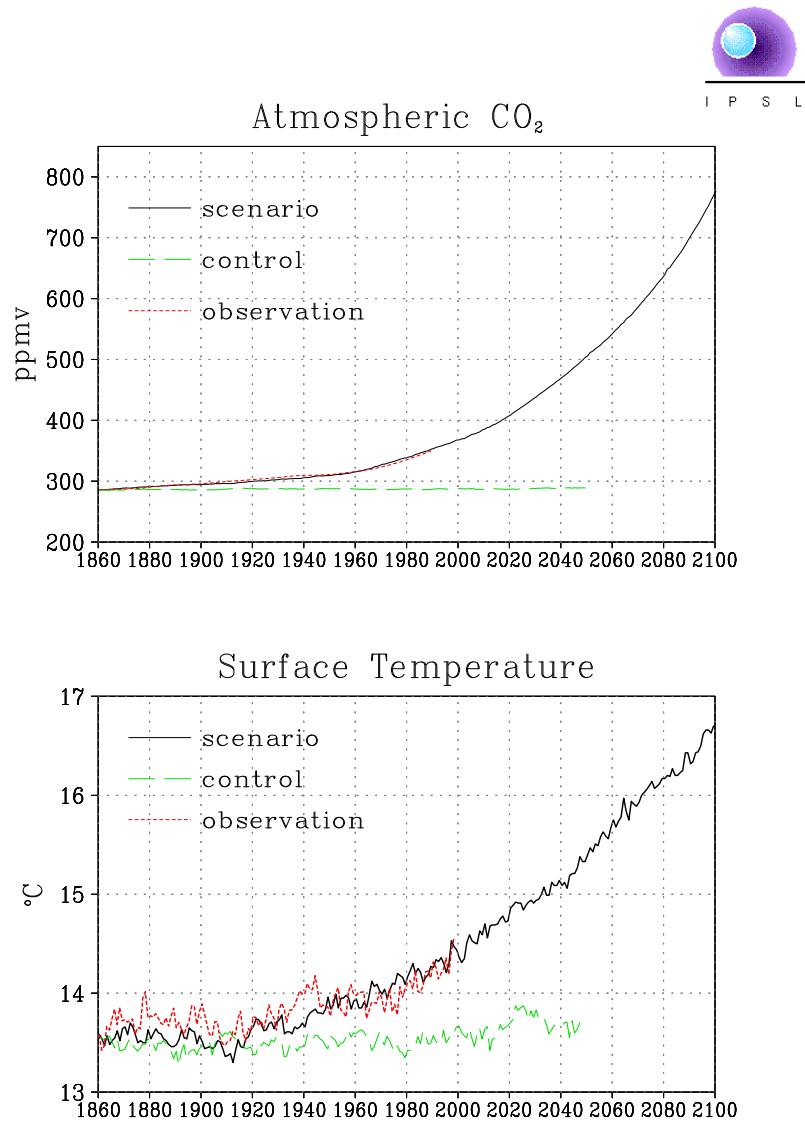 I P S L
Atmospheric CO₂
800
700
600
500
400
300
200
ppmv
scenario
control
observation
1860 1880 1900 1920 1940 1960 1980 2000 2020 2040 2060 2080 2100
Surface Temperature
17
16
15
14
13
°C
scenario
control
observation
1860 1880 1900 1920 1940 1960 1980 2000 2020 2040 2060 2080 2100